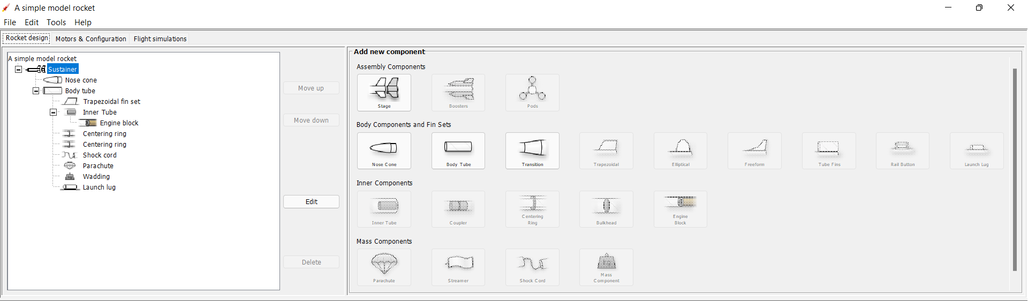 A simple model rocket
File Edit Tools Help
Rocket design Motors & Configuration Flight simulations
A simple model rocket
Sustainer
Nose cone
Body tube
Trapezoidal fin set
Inner Tube
Engine block
Centering ring
Centering ring
Shock cord
Parachute
Wadding
Launch lug
Move up
Move down
Edit
Delete
Add new component
Assembly Components
Stage Boosters Pods
Body Components and Fin Sets
Nose Cone Body Tube Transition Trapezoidal Elliptical Freeform Tube Fins Rail Button Launch Lug
Inner Components
Inner Tube Coupler Centering Ring Bulkhead Engine Block
Mass Components
Parachute Streamer Shock Cord Mass Component